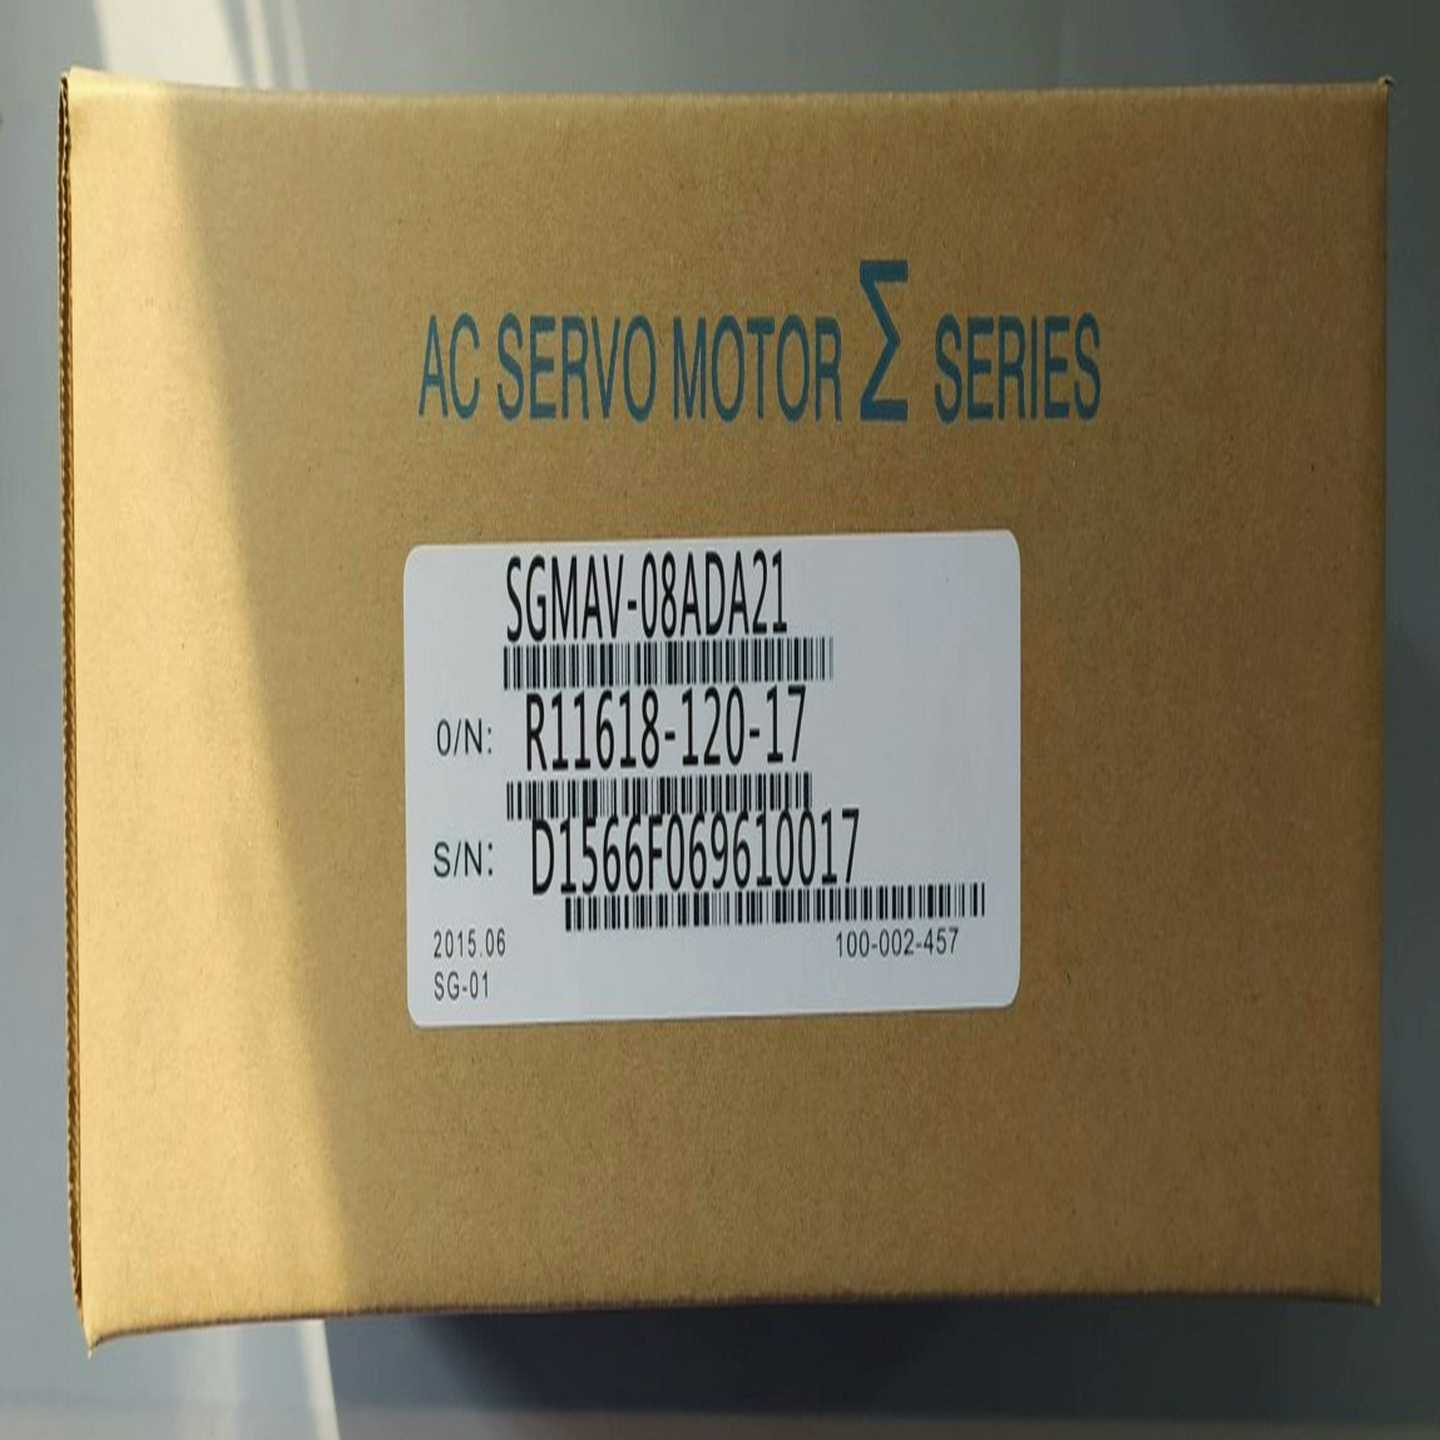 AC SERVO MOTOR Σ SERIES
SGMAV-08ADA21
O/N: R11618-120-17
S/N: D1566F069610017
2015.06 100-002-457
SG-01